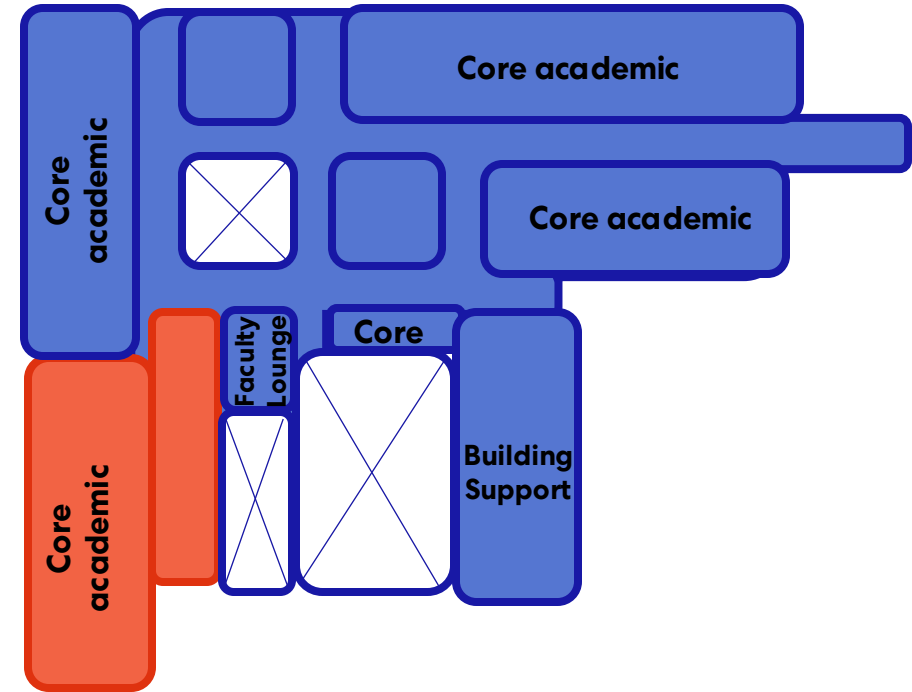 Core academic
Core
academic
Core academic
Faculty
Lounge
Core
Building
Support
Core
academic